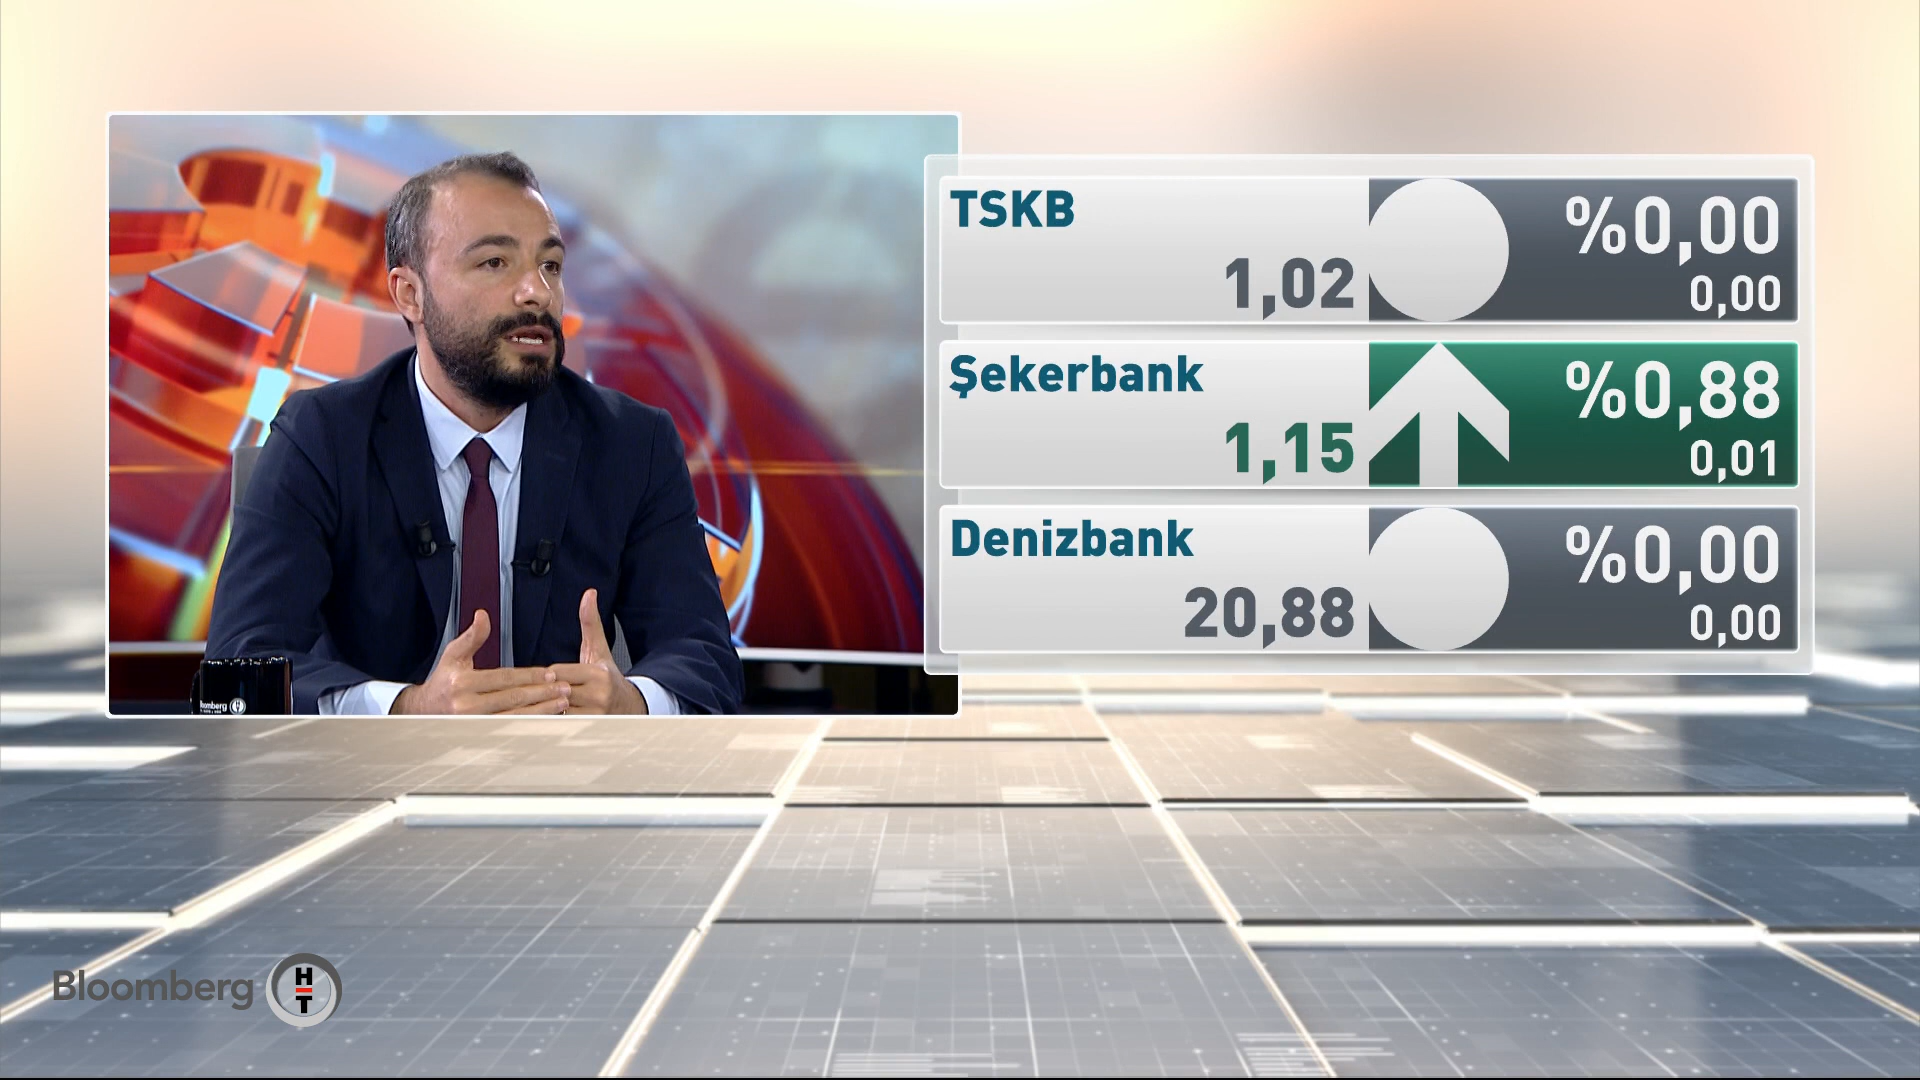 TSKB
1,02
%0,00
0,00
Şekerbank
1,15
%0,88
0,01
Denizbank
20,88
%0,00
0,00
Bloomberg HT